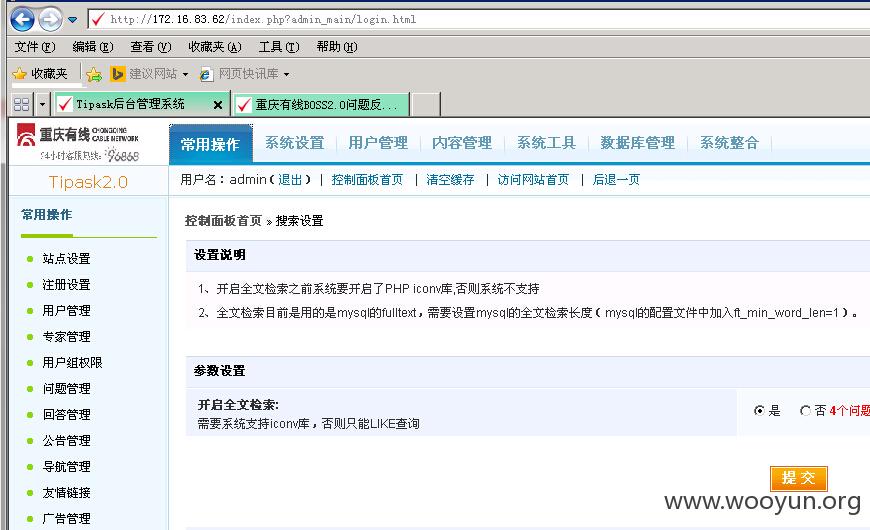 http://172.16.83.62/index.php?admin_main/login.html
文件(F) 编辑(E) 查看(V) 收藏夹(A) 工具(T) 帮助(H)
收藏夹 建议网站 网页快讯库
Tipask后台管理系统 重庆有线BOSS2.0问题反...
重庆有线 CHONGQING CABLE NETWORK
24小时客服热线: 96868
常用操作 系统设置 用户管理 内容管理 系统工具 数据库管理 系统整合
Tipask2.0
用户名：admin ( 退出 ) | 控制面板首页 | 清空缓存 | 访问网站首页 | 后退一页
常用操作
站点设置
注册设置
用户管理
专家管理
用户组权限
问题管理
回答管理
公告管理
导航管理
友情链接
广告管理
控制面板首页 » 搜索设置
设置说明
1、开启全文检索之前系统要开启了PHP iconv库,否则系统不支持
2、全文检索目前是用的是mysql的fulltext，需要设置mysql的全文检索长度（ mysql的配置文件中加入ft_min_word_len=1 ）。
参数设置
开启全文检索:
需要系统支持iconv库，否则只能LIKE查询
是 否 4个问题
提 交
www.wooyun.org